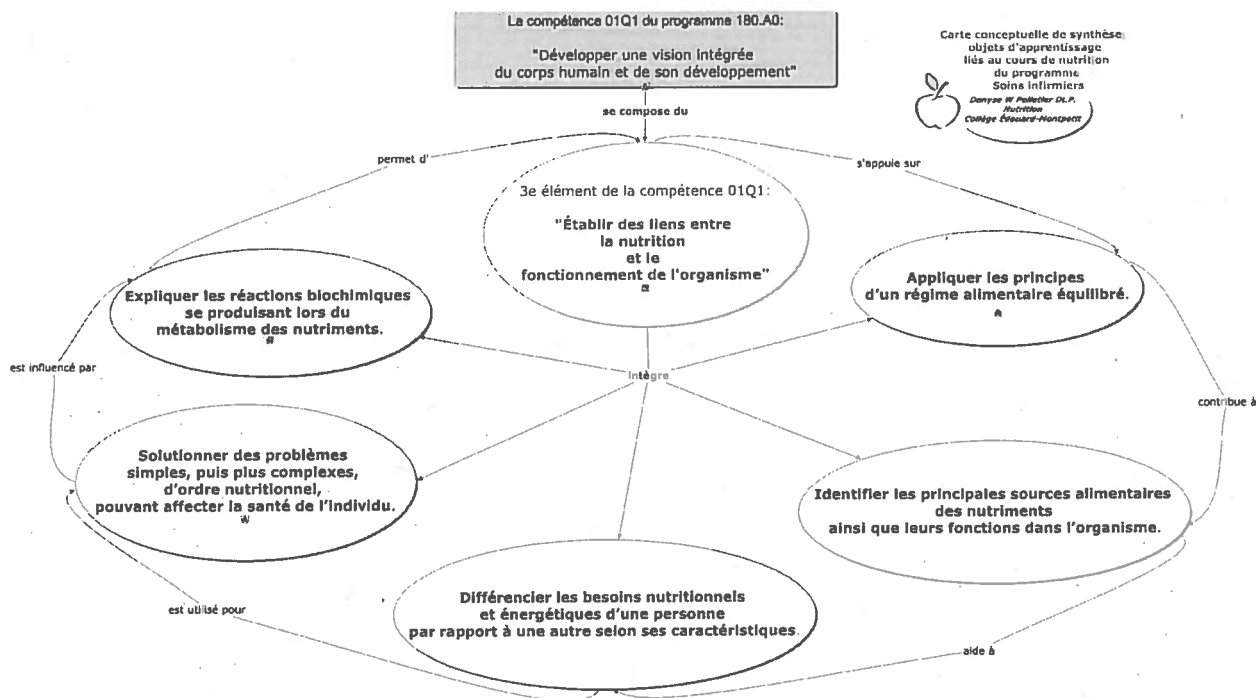 La compétence 01Q1 du programme 180.A0:
"Développer une vision intégrée
du corps humain et de son développement"
Carte conceptuelle de synthèse;
objets d'apprentissage
liés au cours de nutrition
du programme
Soins Infirmiers
Danyse W Pelletier Dt.P.
Nutrition
Collège Édouard-Montpetit
se compose du
permet d'
s'appuie sur
3e élément de la compétence 01Q1:
"Établir des liens entre
la nutrition
et le
fonctionnement de l'organisme"
Expliquer les réactions biochimiques
se produisant lors du
métabolisme des nutriments.
Appliquer les principes
d'un régime alimentaire équilibré.
est influencé par
Intègre
contribue à
Solutionner des problèmes
simples, puis plus complexes,
d'ordre nutritionnel,
pouvant affecter la santé de l'individu.
Identifier les principales sources alimentaires
des nutriments
ainsi que leurs fonctions dans l'organisme.
est utilisé pour
Différencier les besoins nutritionnels
et énergétiques d'une personne
par rapport à une autre selon ses caractéristiques.
aide à